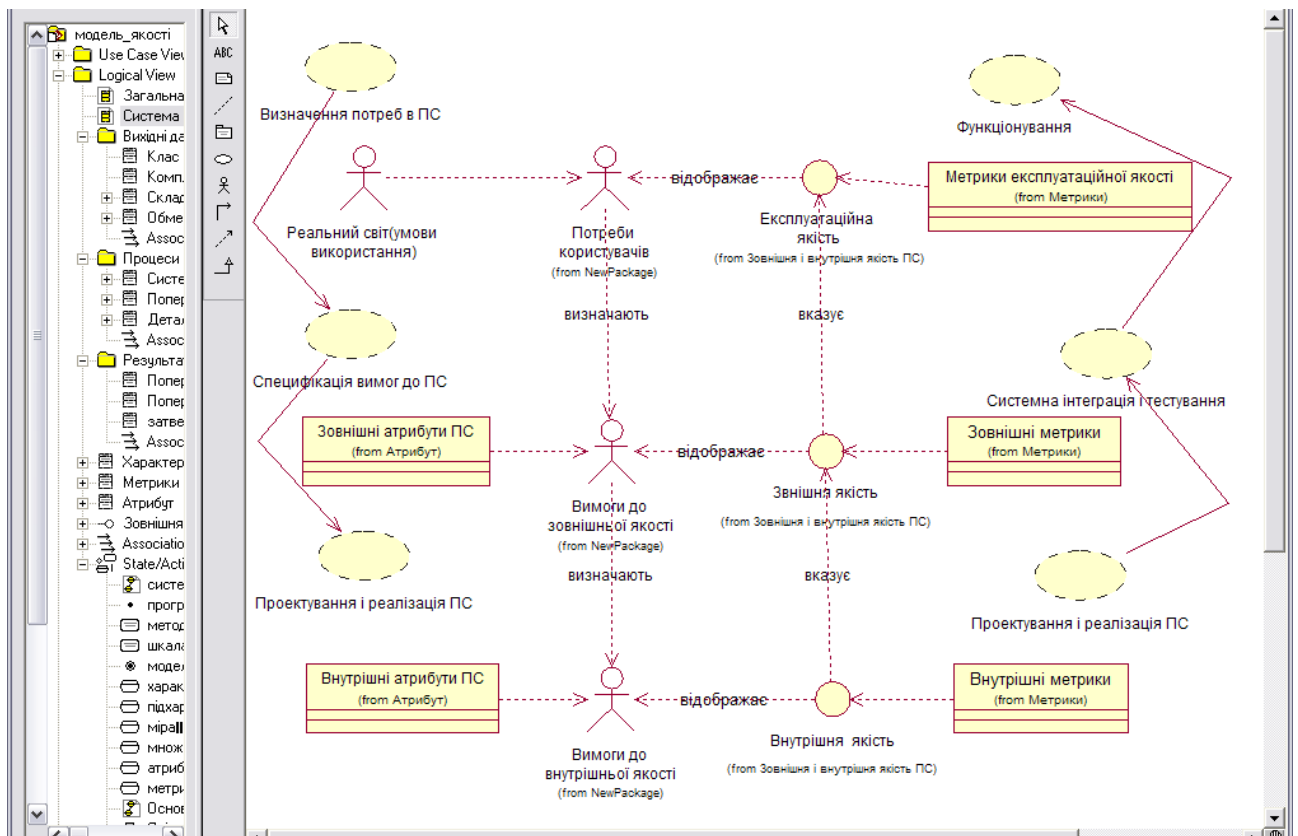 модель_якості
Use Case Vie
Logical View
Загальна
Система
Вихідні да
Клас
Комп.
Склад
Обме
Assoc
Процеси
Систе
Попер
Дета
Assoc
Результа
Попер
Попер
затве
Assoc
Характер
Метрики
Атрибут
Зовнішня
Associatio
State/Acti
систе
прогр
метод
шкала
модел
харак
підхар
множ
атриб
метри
Основ
ABC
Визначення потреб в ПС
Функціонування
відображає
Метрики експлуатаційної якості
(from Метрики)
Реальний світ(умови
використання)
Потреби
користувачів
(from NewPackage)
Експлуатаційна
якість
(from Зовнішня і внутрішня якість ПС)
визначають
вказує
Специфікація вимог до ПС
Системна інтеграція і тестування
Зовнішні атрибути ПС
(from Атрибут)
відображає
Зовнішні метрики
(from Метрики)
Вимоги до
зовнішньої якості
(from NewPackage)
Звнішня якість
(from Зовнішня і внутрішня якість ПС)
визначають
вказує
Проектування і реалізація ПС
Проектування і реалізація ПС
Внутрішні атрибути ПС
(from Атрибут)
відображає
Внутрішні метрики
(from Метрики)
Вимоги до
внутрішньої якості
(from NewPackage)
Внутрішня якість
(from Зовнішня і внутрішня якість ПС)